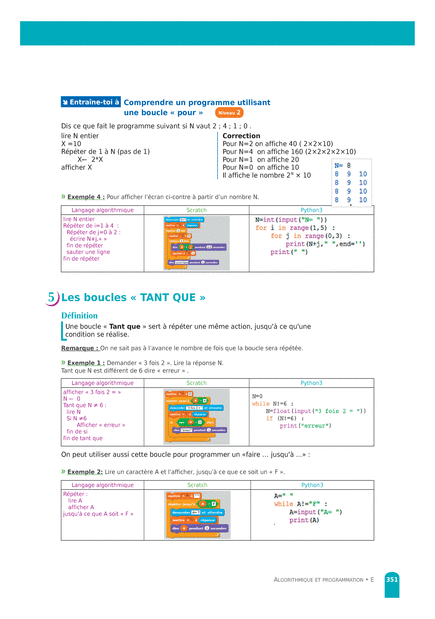 Entraîne-toi à Comprendre un programme utilisant
une boucle « pour » Niveau 2
Dis ce que fait le programme suivant si N vaut 2 ; 4 ; 1 ; 0 .
lire N entier
X =10
Répéter de 1 à N (pas de 1)
X← 2*X
afficher X
Correction
Pour N=2 on affiche 40 ( 2×2×10)
Pour N=4 on affiche 160 (2×2×2×2×10)
Pour N=1 on affiche 20
Pour N=0 on affiche 10
Il affiche le nombre 2ᴺ × 10
N= 8
8 9 10
8 9 10
8 9 10
8 9 10
» Exemple 4 : Pour afficher l'écran ci-contre à partir d'un nombre N.
Langage algorithmique Scratch Python3
lire N entier
Répéter de i=1 à 4 :
Répéter de j=0 à 2 :
écrire N+j,« »
fin de répéter
sauter une ligne
fin de répéter
N=int(input("N= "))
for i in range(1,5) :
for j in range(0,3) :
print(N+j," ",end='')
print(" ")
5 Les boucles « TANT QUE »
Définition
Une boucle « Tant que » sert à répéter une même action, jusqu'à ce qu'une
condition se réalise.
Remarque : On ne sait pas à l'avance le nombre de fois que la boucle sera répétée.
» Exemple 1 : Demander « 3 fois 2 ». Lire la réponse N.
Tant que N est différent de 6 dire « erreur » .
Langage algorithmique Scratch Python3
afficher « 3 fois 2 = »
N ← 0
Tant que N ≠ 6 :
lire N
Si N ≠6
Afficher « erreur »
fin de si
fin de tant que
N=0
while N!=6 :
N=float(input("3 fois 2 = "))
if (N!=6) :
print("erreur")
On peut utiliser aussi cette boucle pour programmer un «faire ... jusqu'à ...» :
» Exemple 2: Lire un caractère A et l'afficher, jusqu'à ce que ce soit un « F ».
Langage algorithmique Scratch Python3
Répéter :
lire A
afficher A
jusqu'à ce que A soit « F »
A=" "
while A!="F" :
A=input("A= ")
print(A)
ALGORITHMIQUE ET PROGRAMMATION • E 351